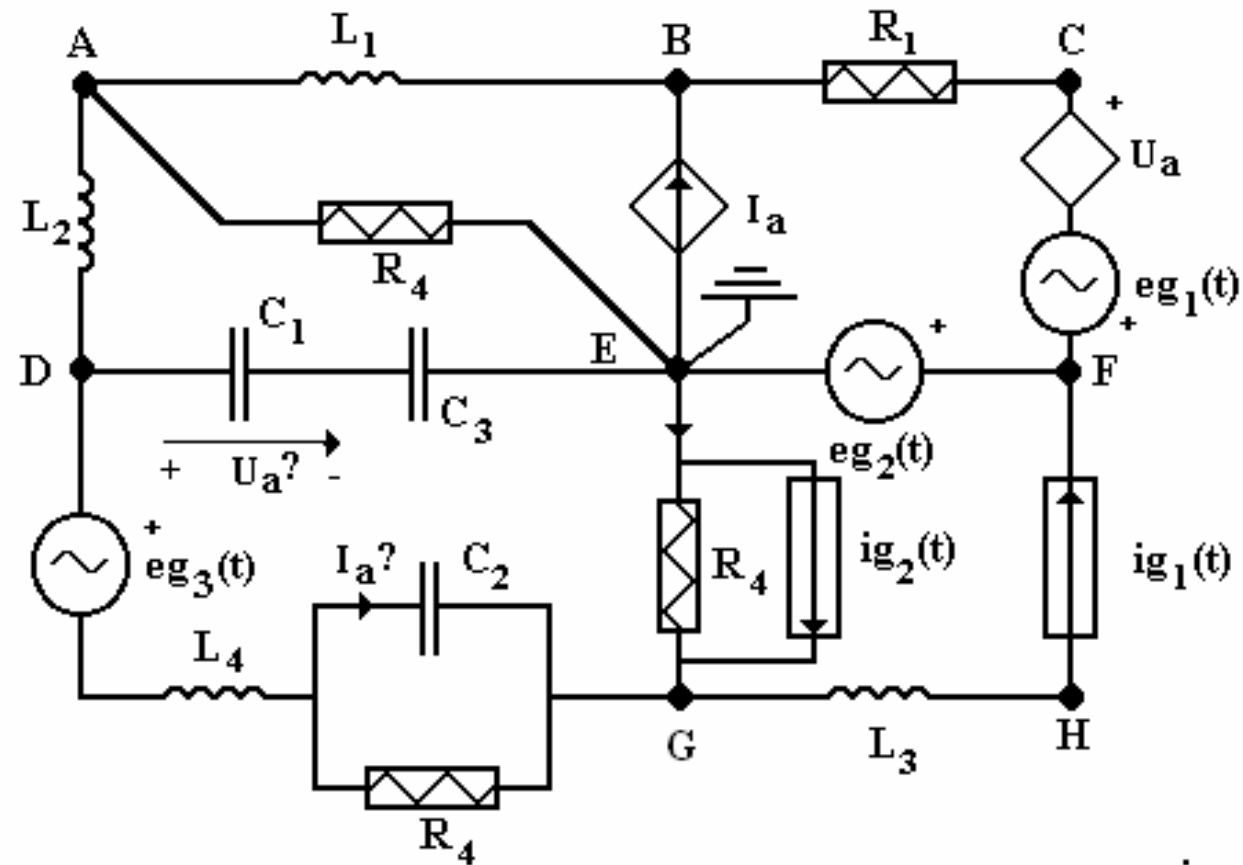 A
L1
B
R1
C
+
Ua
L2
R4
Ia
eg1(t)
+
C1
E
+
D
F
C3
+ Ua? -
eg2(t)
+
eg3(t)
Ia?
C2
R4
ig2(t)
ig1(t)
L4
G
L3
H
R4